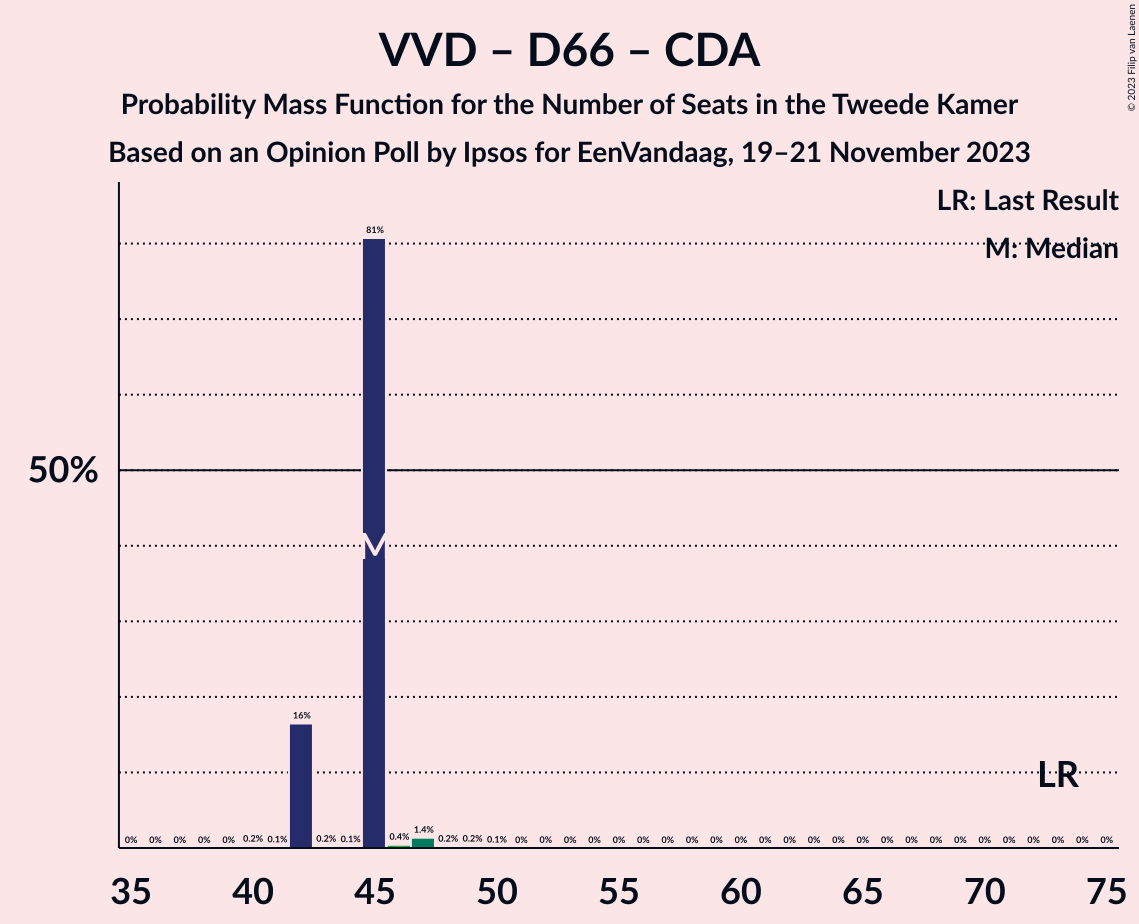 VVD – D66 – CDA
Probability Mass Function for the Number of Seats in the Tweede Kamer
Based on an Opinion Poll by Ipsos for EenVandaag, 19–21 November 2023
© 2023 Filip van Laenen
LR: Last Result
M: Median
81%
50%
M
16%
LR
0% 0% 0% 0% 0% 0.2% 0.1% 0.2% 0.1% 0.4% 1.4% 0.2% 0.2% 0.1% 0% 0% 0% 0% 0% 0% 0% 0% 0% 0% 0% 0% 0% 0% 0% 0% 0% 0% 0% 0% 0% 0% 0% 0% 0%
35 40 45 50 55 60 65 70 75